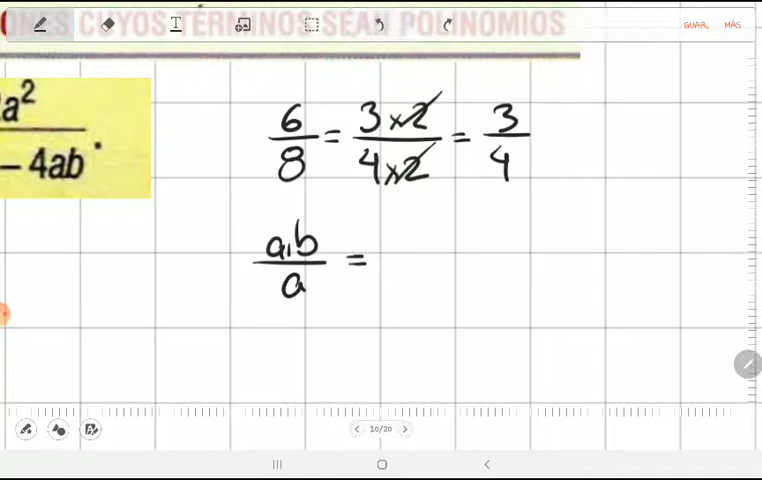 CUYOS TÉRMINOS SEAN POLINOMIOS
GUAR. MÁS
a²
– 4ab .
6/8 = 3×2/4×2 = 3/4
a.b/a =
10/20